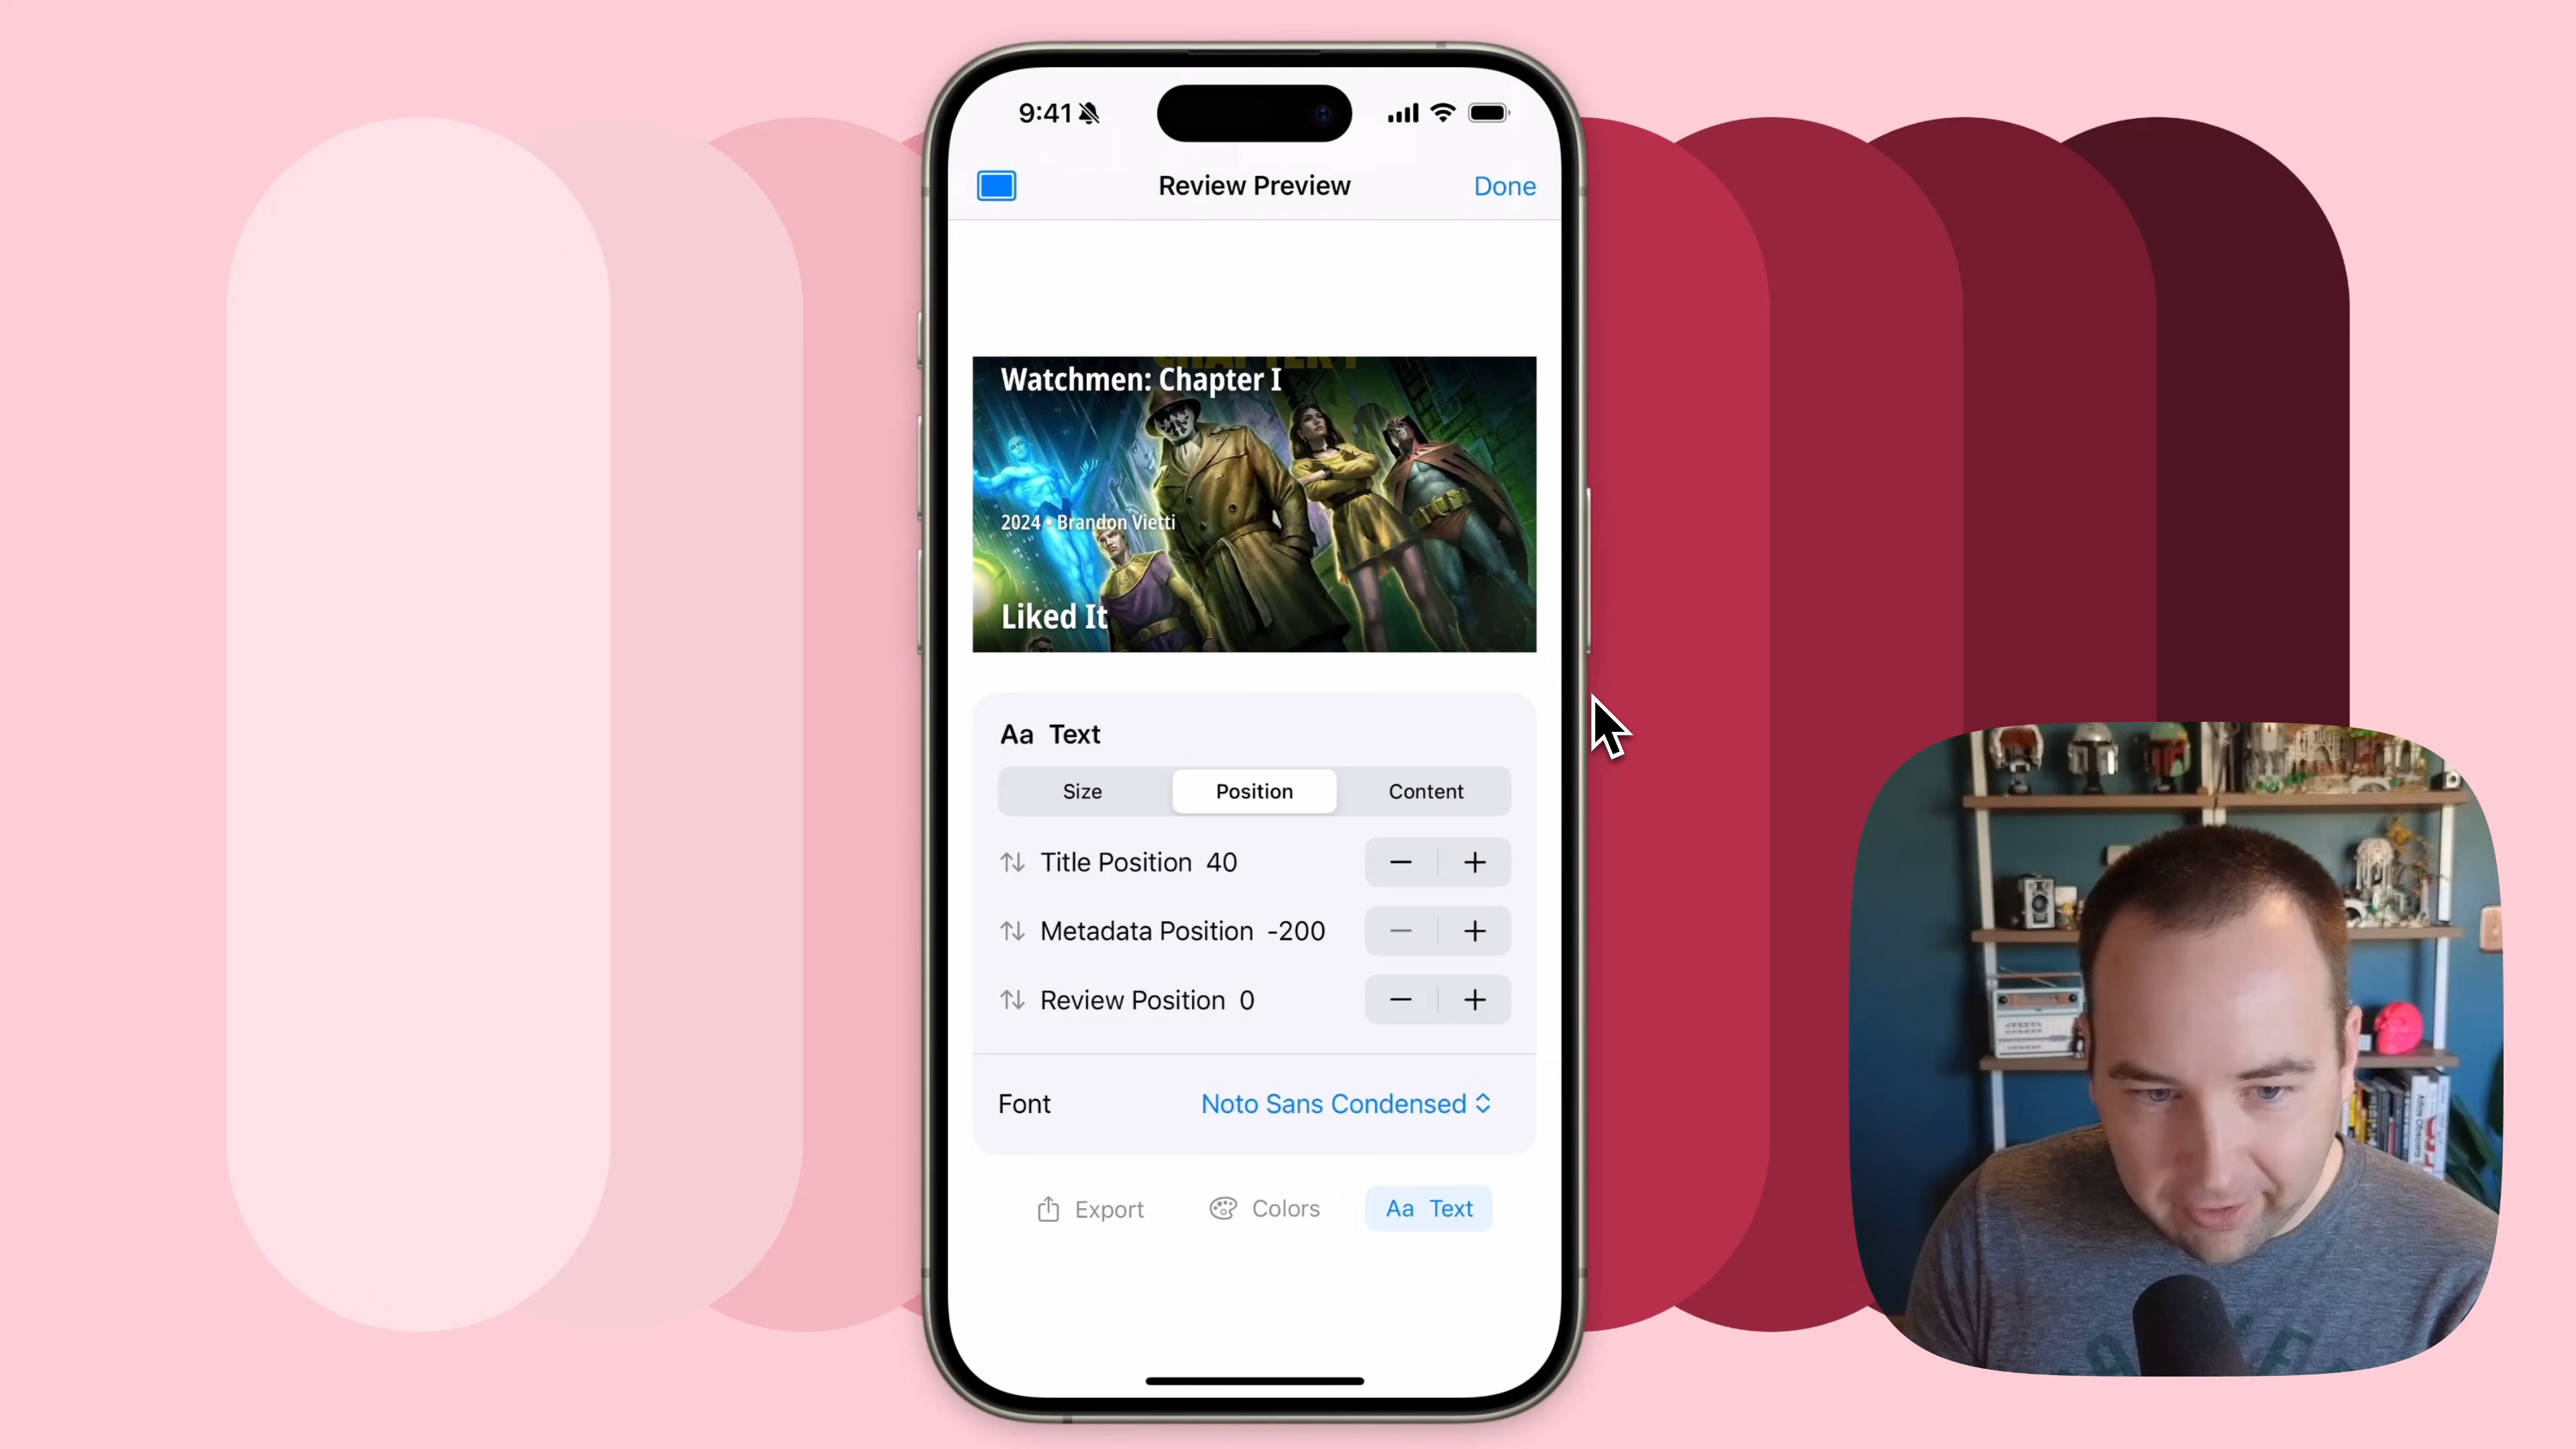 9:41
Review Preview
Done
Watchmen: Chapter I
2024 • Brandon Vietti
Liked It
Aa Text
Size
Position
Content
Title Position 40
Metadata Position -200
Review Position 0
Font
Noto Sans Condensed
Export
Colors
Aa Text